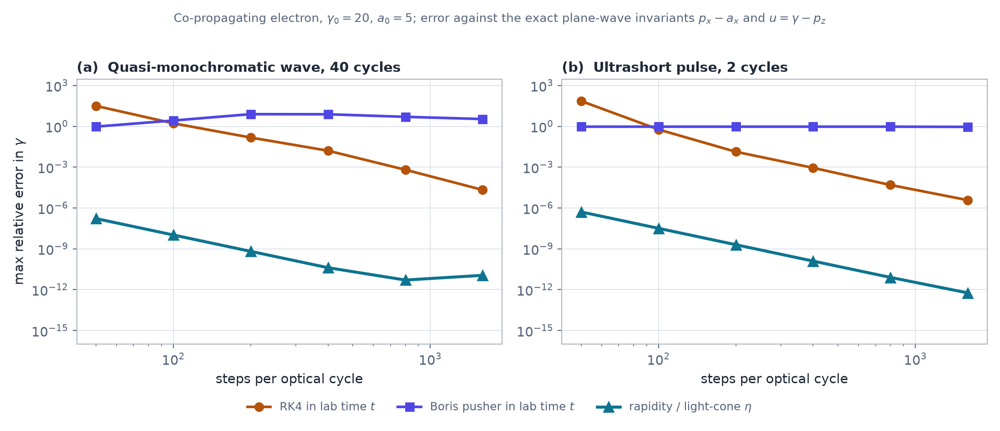 Co-propagating electron, γ₀ = 20, a₀ = 5; error against the exact plane-wave invariants pₓ − aₓ and u = γ − p_z
(a) Quasi-monochromatic wave, 40 cycles
(b) Ultrashort pulse, 2 cycles
max relative error in γ
10³
10⁰
10⁻³
10⁻⁶
10⁻⁹
10⁻¹²
10⁻¹⁵
10²
10³
steps per optical cycle
10³
10⁰
10⁻³
10⁻⁶
10⁻⁹
10⁻¹²
10⁻¹⁵
10²
10³
steps per optical cycle
RK4 in lab time t
Boris pusher in lab time t
rapidity / light-cone η